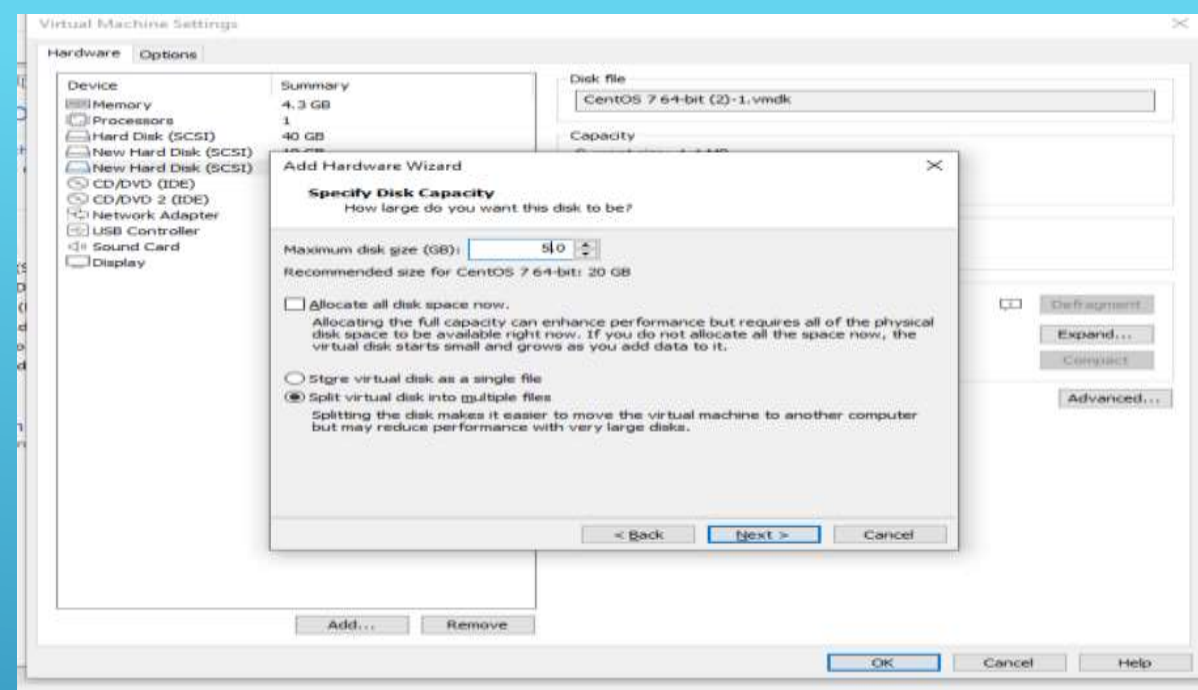 Virtual Machine Settings
Hardware Options
Device Summary
Memory 4.3 GB
Processors 1
Hard Disk (SCSI) 40 GB
New Hard Disk (SCSI)
New Hard Disk (SCSI)
CD/DVD (IDE)
CD/DVD 2 (IDE)
Network Adapter
USB Controller
Sound Card
Display
Add... Remove
Disk file
CentOS 7 64-bit (2)-1.vmdk
Capacity
Defragment
Expand...
Compact
Advanced...
Add Hardware Wizard
Specify Disk Capacity
How large do you want this disk to be?
Maximum disk size (GB): 5.0
Recommended size for CentOS 7 64-bit: 20 GB
Allocate all disk space now.
Allocating the full capacity can enhance performance but requires all of the physical
disk space to be available right now. If you do not allocate all the space now, the
virtual disk starts small and grows as you add data to it.
Store virtual disk as a single file
Split virtual disk into multiple files
Splitting the disk makes it easier to move the virtual machine to another computer
but may reduce performance with very large disks.
< Back Next > Cancel
OK Cancel Help